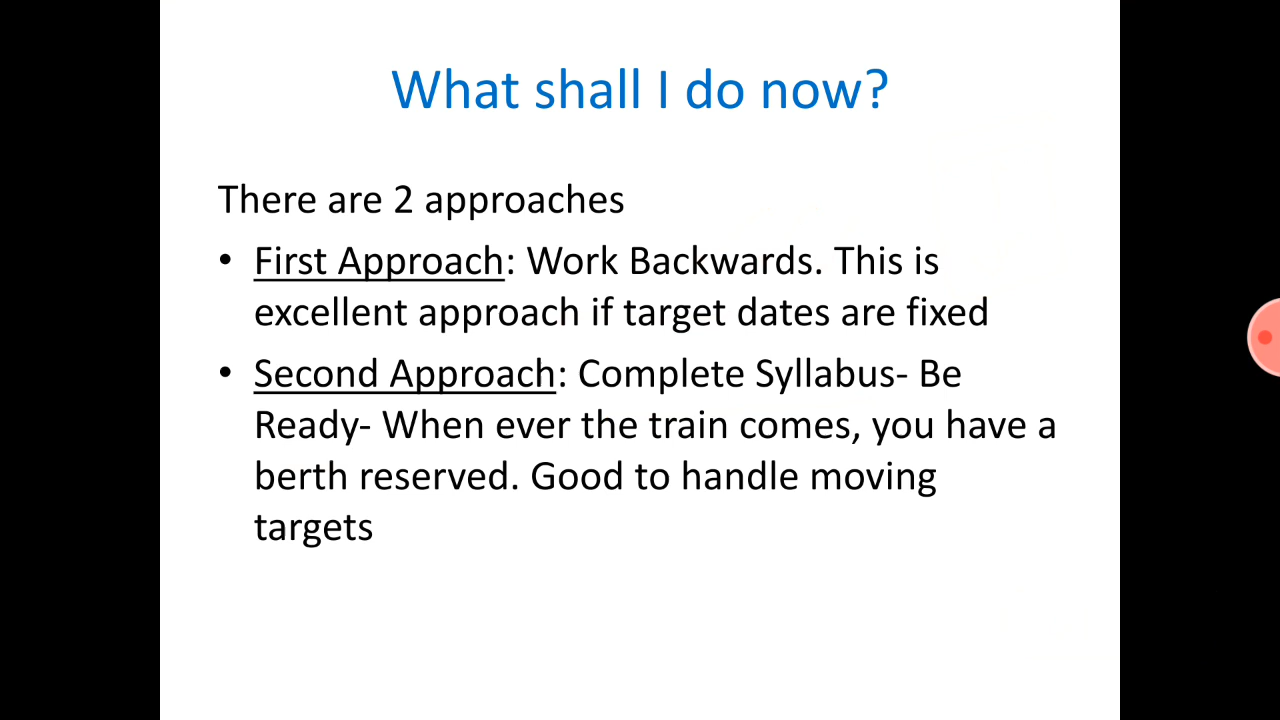 What shall I do now?
There are 2 approaches
• First Approach: Work Backwards. This is
excellent approach if target dates are fixed
• Second Approach: Complete Syllabus- Be
Ready- When ever the train comes, you have a
berth reserved. Good to handle moving
targets